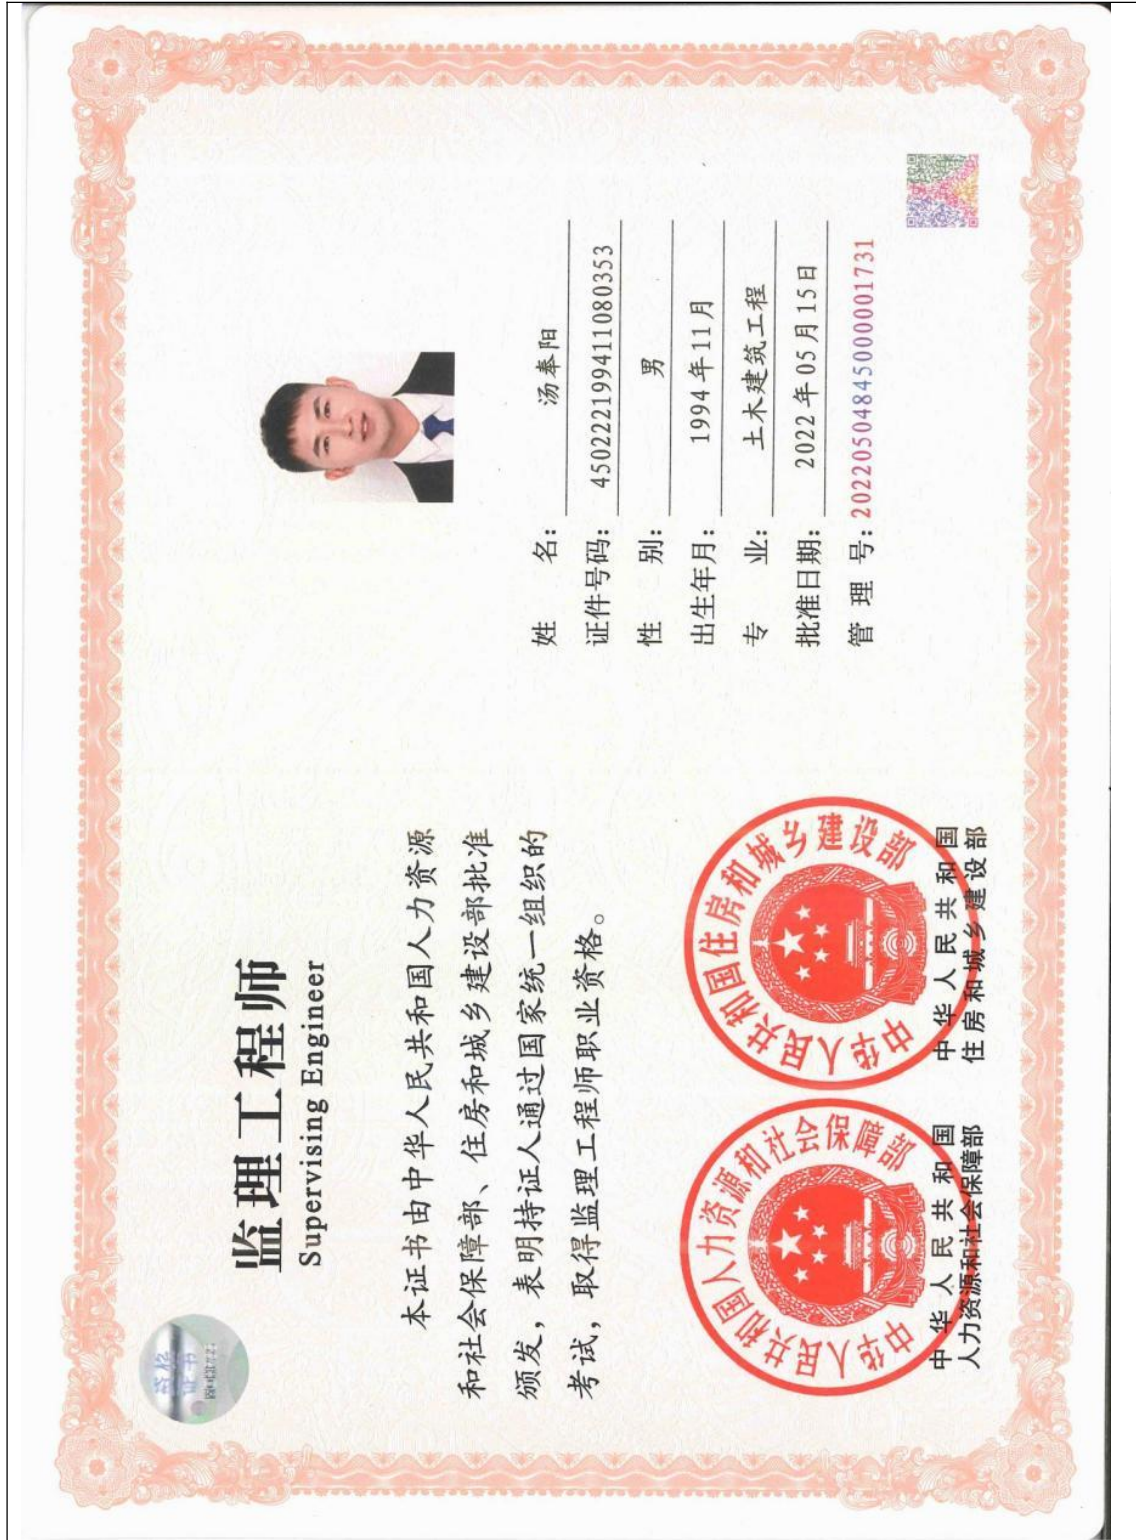 监理工程师
Supervising Engineer
本证书由中华人民共和国人力资源
和社会保障部、住房和城乡建设部批准
颁发，表明持证人通过国家统一组织的
考试，取得监理工程师职业资格。
中华人民共和国人力资源和社会保障部
中华人民共和国住房和城乡建设部
中华人民共和国
人力资源和社会保障部
中华人民共和国
住房和城乡建设部
姓 名： 汤奉阳
证件号码： 450222199411080353
性 别： 男
出生年月： 1994年11月
专 业： 土木建筑工程
批准日期： 2022年05月15日
管 理 号： 20220504845000001731
资格
证书